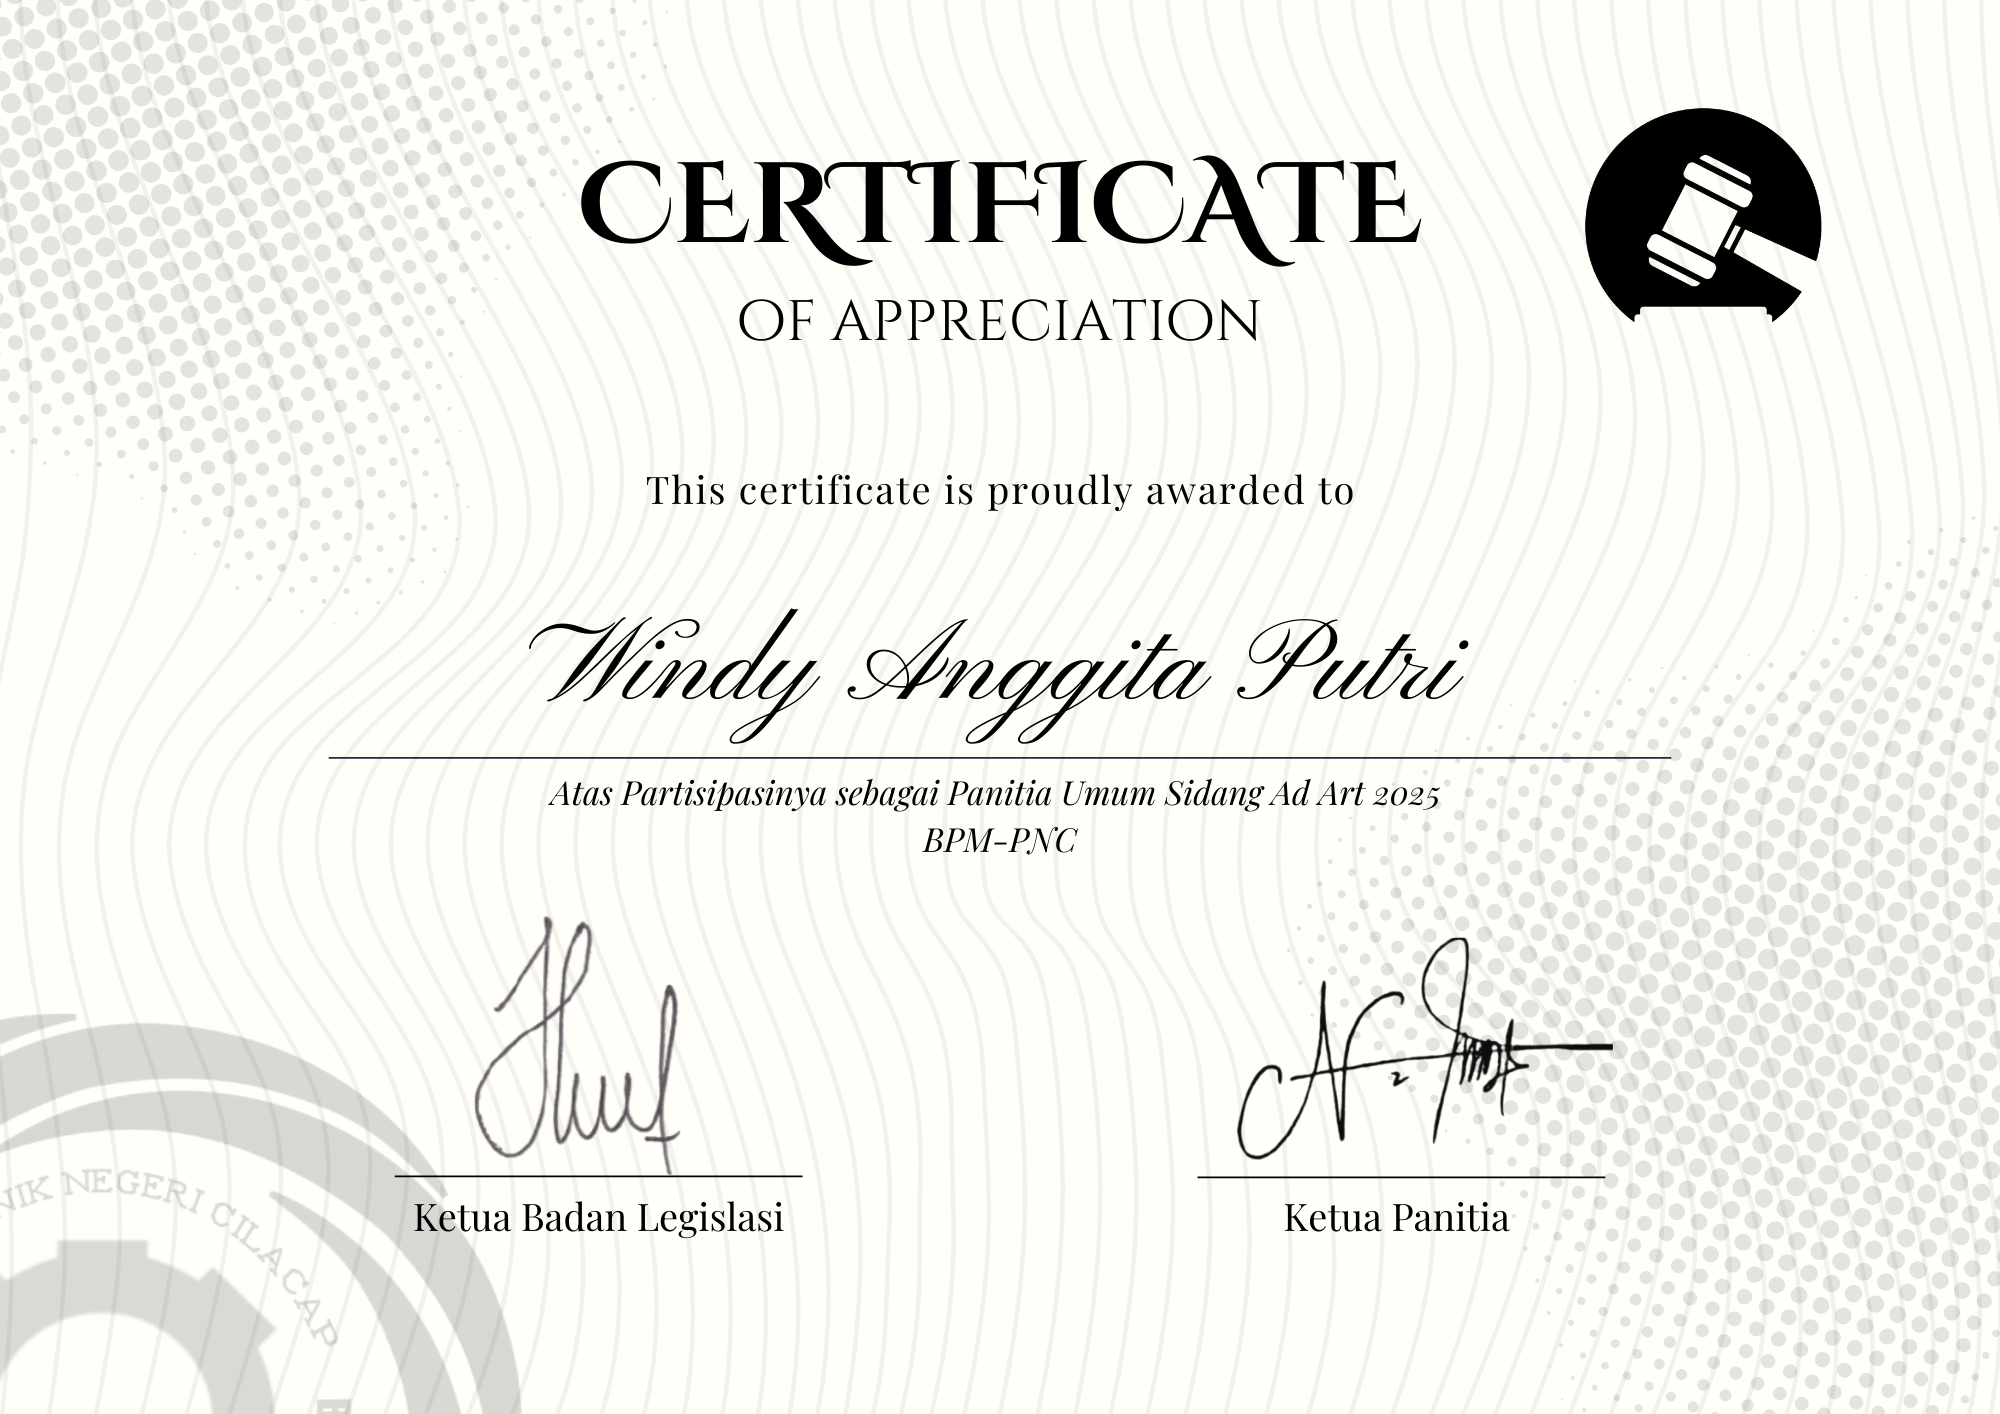 CERTIFICATE
OF APPRECIATION
This certificate is proudly awarded to
Windy Anggita Putri
Atas Partisipasinya sebagai Panitia Umum Sidang Ad Art 2025
BPM-PNC
Ketua Badan Legislasi
Ketua Panitia
NIK NEGERI CILACAP